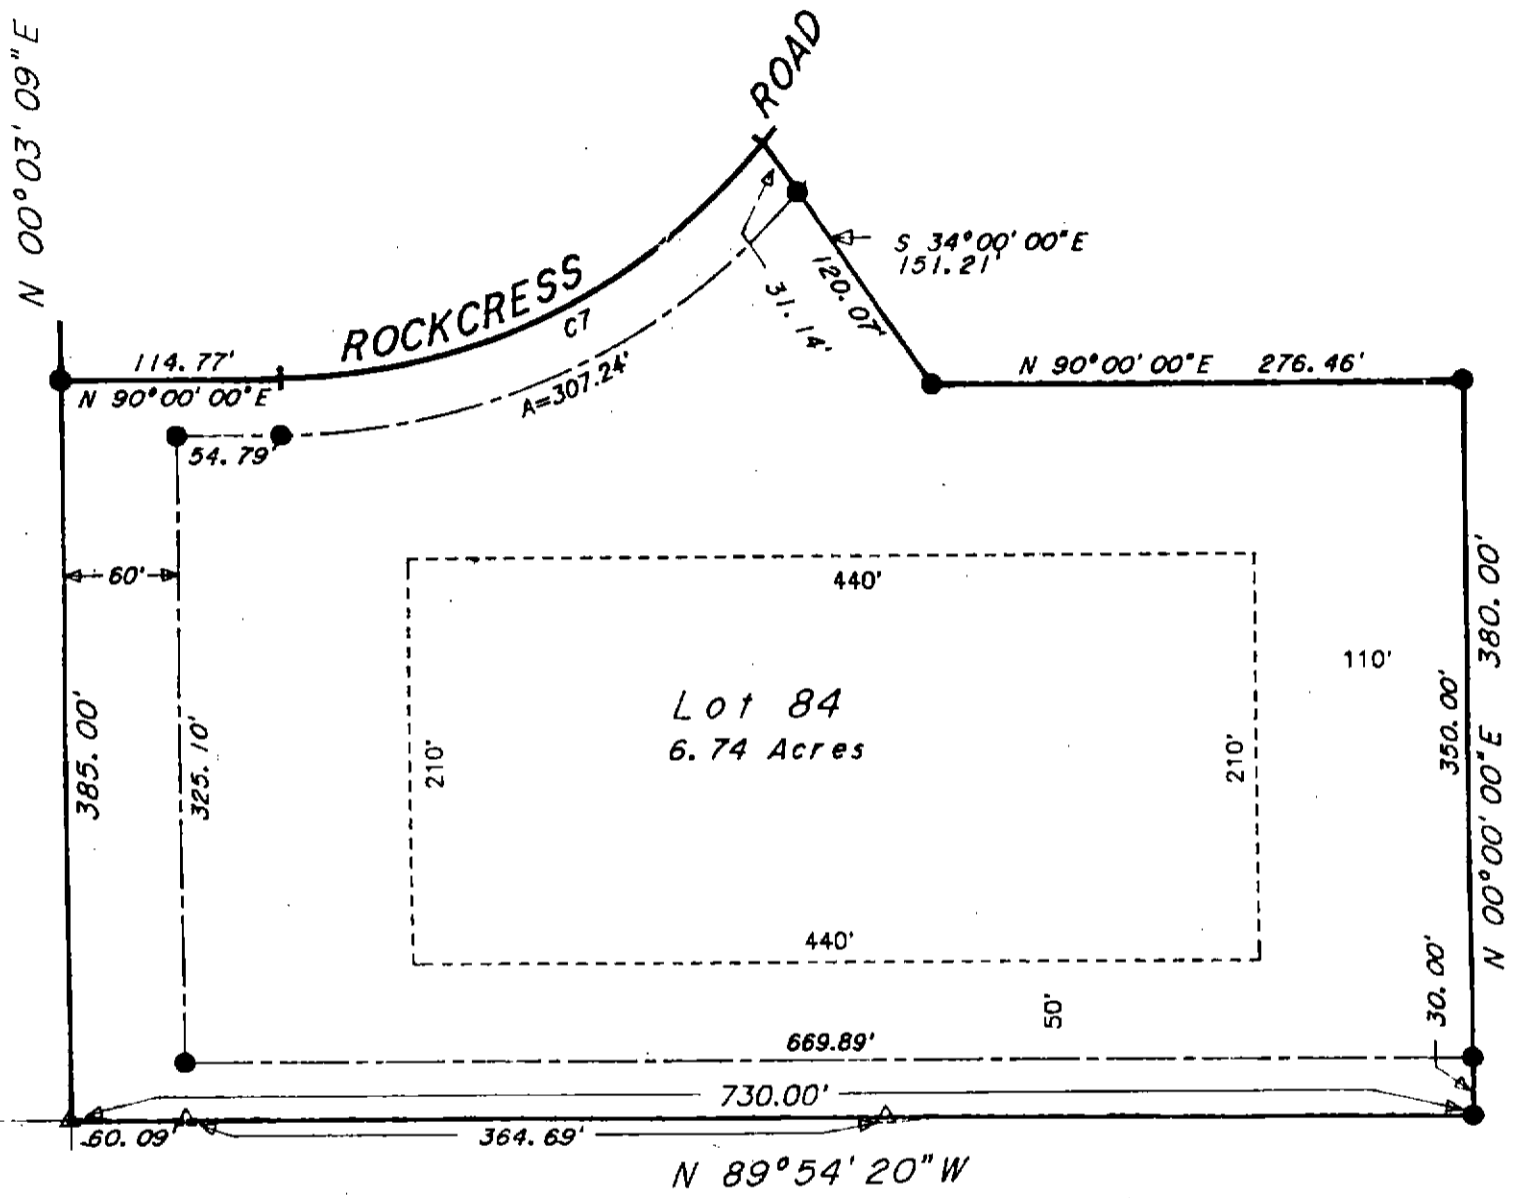 N 00°03'09"E
ROAD
ROCKCRESS
C7
S 34°00'00"E
151.21'
120.07'
31.14'
114.77'
N 90°00'00"E
N 90°00'00"E 276.46'
A=307.24'
54.79'
60'
440'
110'
Lot 84
6.74 Acres
385.00'
325.10'
210'
210'
350.00'
N 00°00'00"E 380.00'
440'
50'
30.00'
669.89'
730.00'
60.09'
364.69'
N 89°54'20"W